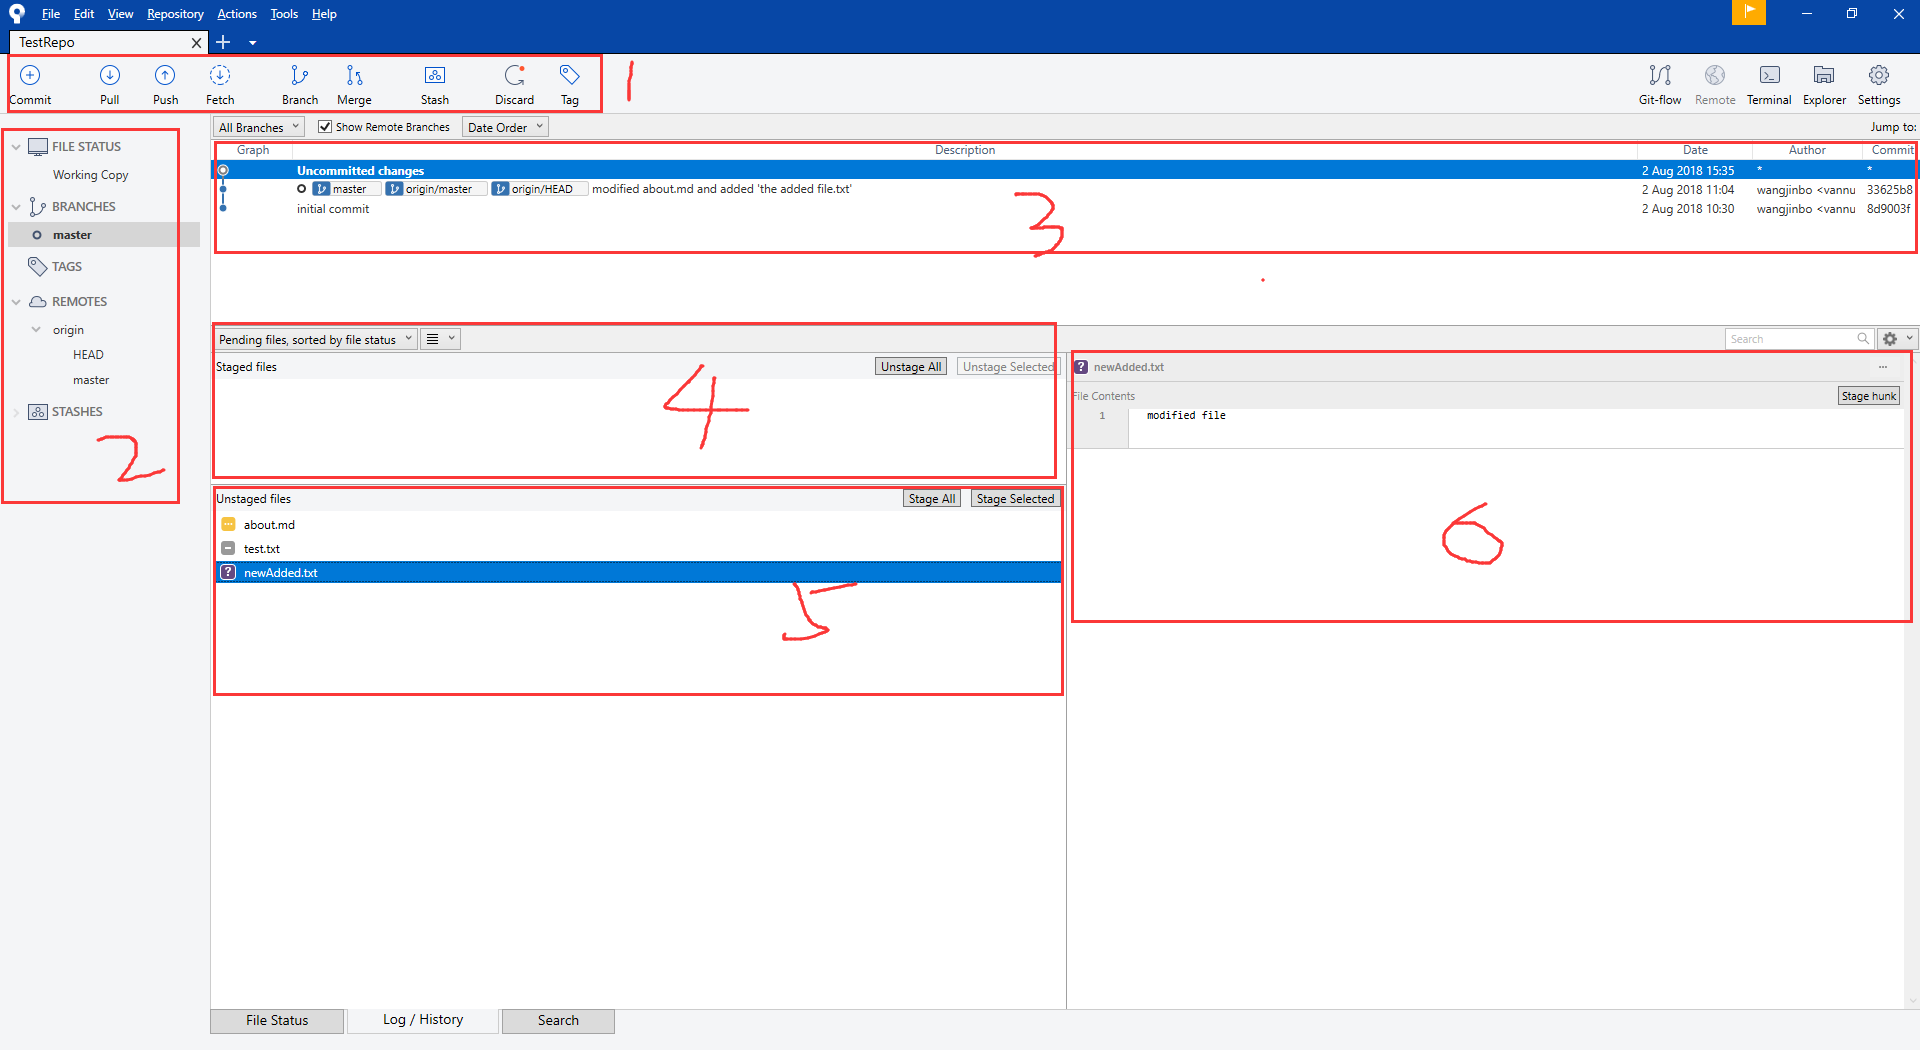 File Edit View Repository Actions Tools Help
TestRepo
Commit Pull Push Fetch Branch Merge Stash Discard Tag 1 Git-flow Remote Terminal Explorer Settings
FILE STATUS
Working Copy
BRANCHES
master
TAGS
REMOTES
origin
HEAD
master
STASHES
2
All Branches Show Remote Branches Date Order Jump to:
Graph Description Date Author Commit
Uncommitted changes 2 Aug 2018 15:35 * *
master origin/master origin/HEAD modified about.md and added 'the added file.txt' 2 Aug 2018 11:04 wangjinbo <vannu 33625b8
initial commit 2 Aug 2018 10:30 wangjinbo <vannu 8d9003f
3
Pending files, sorted by file status
Staged files Unstage All Unstage Selected
4
Unstaged files Stage All Stage Selected
about.md
test.txt
newAdded.txt
5
Search
newAdded.txt ...
File Contents Stage hunk
1 modified file
6
File Status Log / History Search